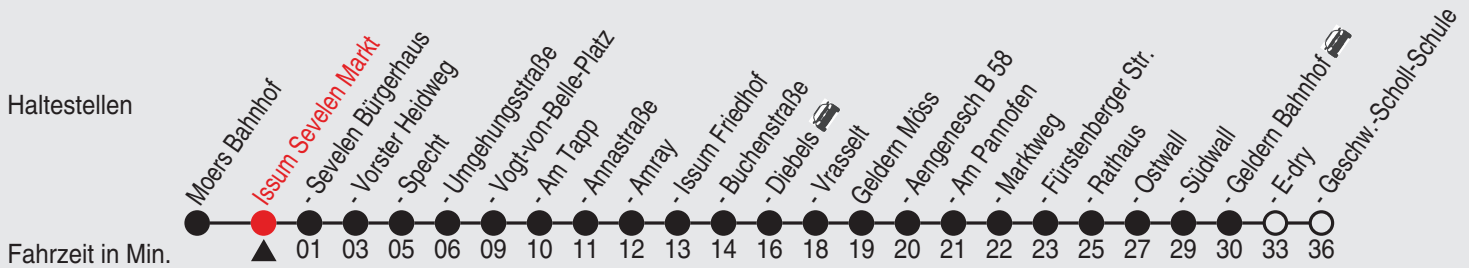 Haltestellen
Moers Bahnhof
Issum Sevelen Markt
- Sevelen Bürgerhaus
- Vorster Heidweg
- Specht
- Umgehungsstraße
- Vogt-von-Belle-Platz
- Am Tapp
- Annastraße
- Amray
- Issum Friedhof
- Buchenstraße
- Diebels
- Vrasselt
Geldern Möss
- Aengenesch B 58
- Am Pannofen
- Marktweg
- Fürstenberger Str.
- Rathaus
- Ostwall
- Südwall
- Geldern Bahnhof
- E-dry
- Geschw.-Scholl-Schule
Fahrzeit in Min. 01 03 05 06 09 10 11 12 13 14 16 18 19 20 21 22 23 25 27 29 30 33 36